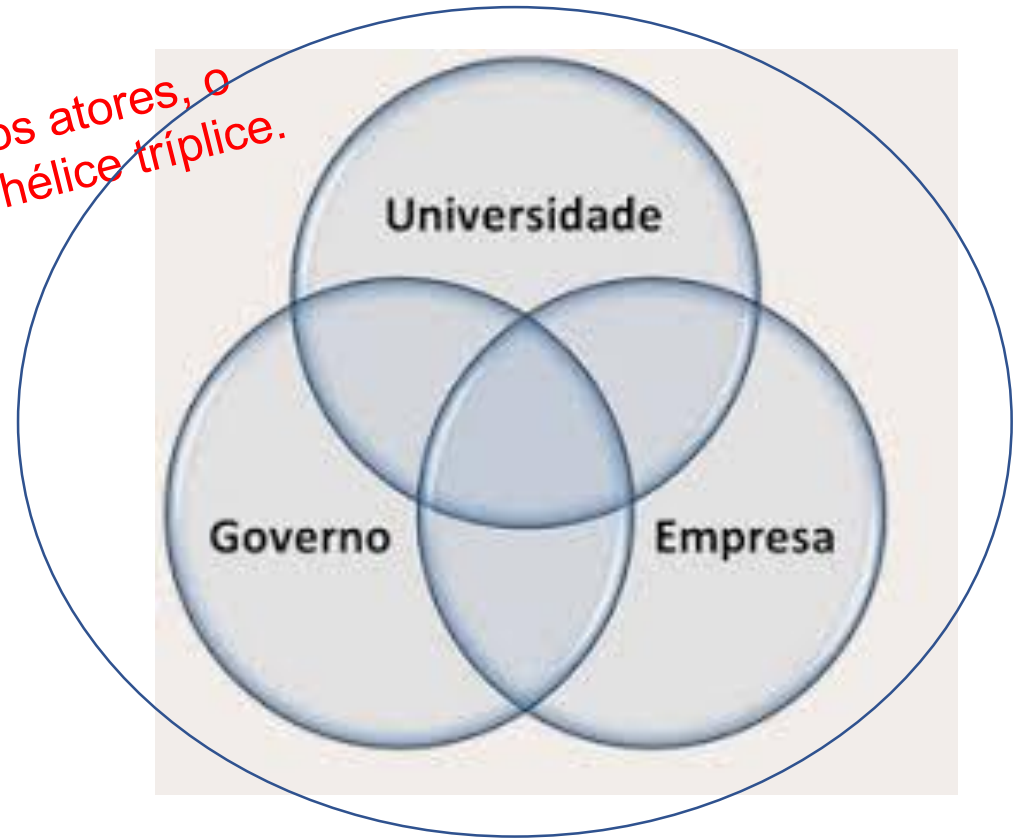 os atores, o
hélice tríplice.
Universidade
Governo
Empresa